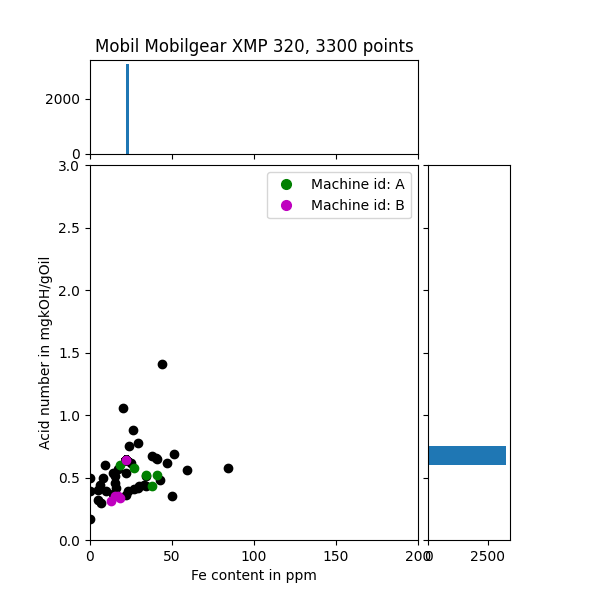 Mobil Mobilgear XMP 320, 3300 points
2000
0
3.0
2.5
2.0
1.5
1.0
0.5
0.0
Acid number in mgkOH/gOil
Machine id: A
Machine id: B
0 50 100 150 200
0 2500
Fe content in ppm